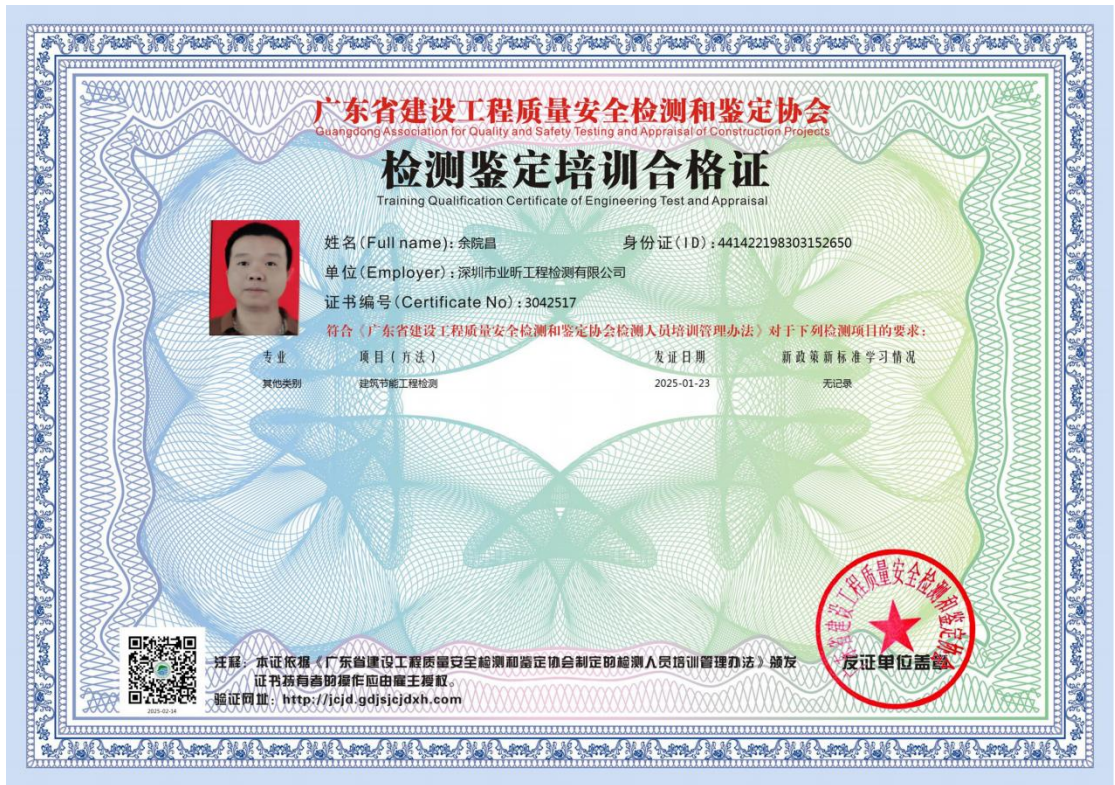 广东省建设工程质量安全检测和鉴定协会
Guangdong Association for Quality and Safety Testing and Appraisal of Construction Projects
检测鉴定培训合格证
Training Qualification Certificate of Engineering Test and Appraisal
姓名(Full name): 余院昌 身份证(ID): 441422198303152650
单位(Employer): 深圳市业昕工程检测有限公司
证书编号(Certificate No): 3042517
符合《广东省建设工程质量安全检测和鉴定协会检测人员培训管理办法》对于下列检测项目的要求:
专业 项目(方法) 发证日期 新政策新标准学习情况
其他类别 建筑节能工程检测 2025-01-23 无记录
广东省建设工程质量安全检测和鉴定协会
发证单位盖章
注释: 本证依据《广东省建设工程质量安全检测和鉴定协会制定的检测人员培训管理办法》颁发
证书持有者的操作应由雇主授权。
验证网址: http://jcjd.gdjsjcjdxh.com
2025-02-14